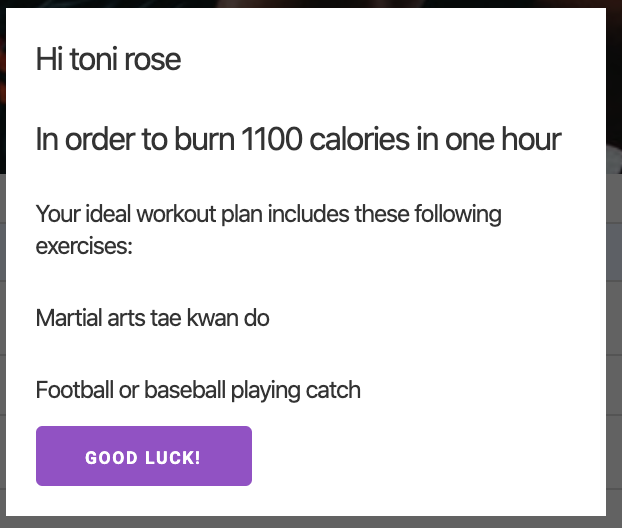 Hi toni rose
In order to burn 1100 calories in one hour
Your ideal workout plan includes these following
exercises:
Martial arts tae kwan do
Football or baseball playing catch
GOOD LUCK!